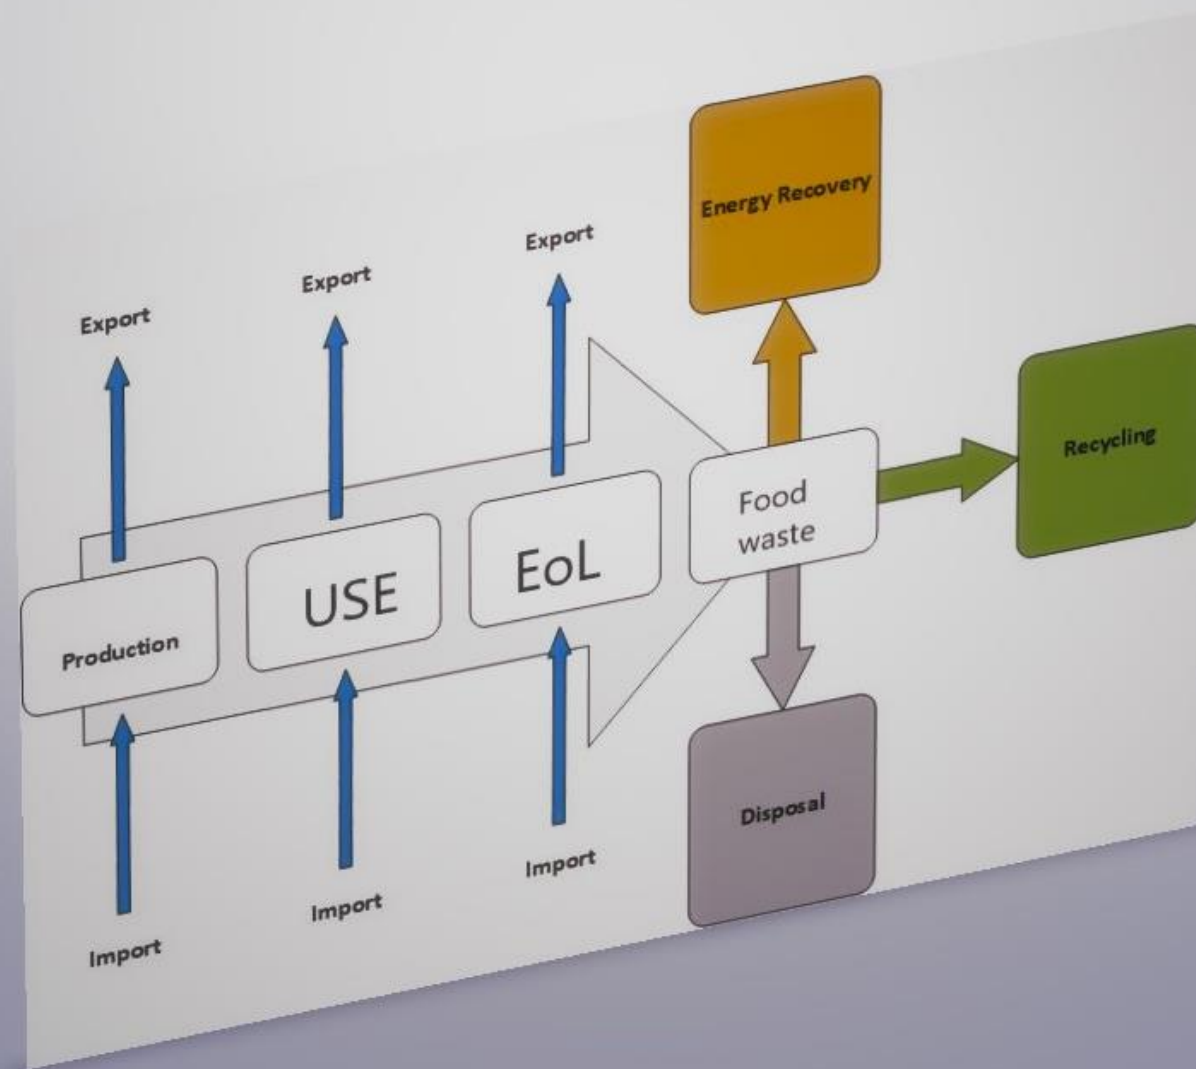 Energy Recovery
Export
Export
Export
Recycling
Food
waste
EoL
USE
Production
Disposal
Import
Import
Import